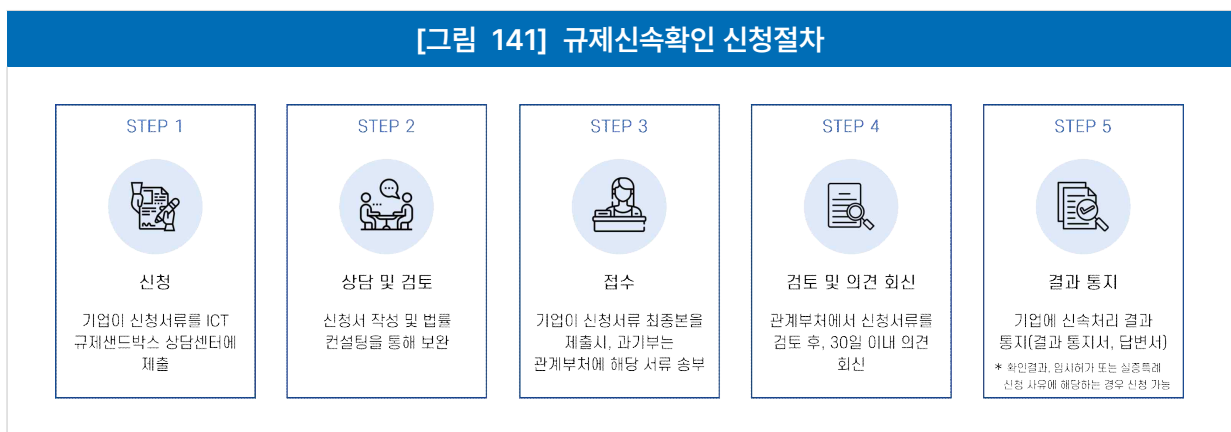 [그림 141] 규제신속확인 신청절차
STEP 1
신청
기업이 신청서류를 ICT
규제샌드박스 상담센터에
제출
STEP 2
상담 및 검토
신청서 작성 및 법률
컨설팅을 통해 보완
STEP 3
접수
기업이 신청서류 최종본을
제출시, 과기부는
관계부처에 해당 서류 송부
STEP 4
검토 및 의견 회신
관계부처에서 신청서류를
검토 후, 30일 이내 의견
회신
STEP 5
결과 통지
기업에 신속처리 결과
통지(결과 통지서, 답변서)
* 확인결과, 임시허가 또는 실증특례
신청 사유에 해당하는 경우 신청 가능